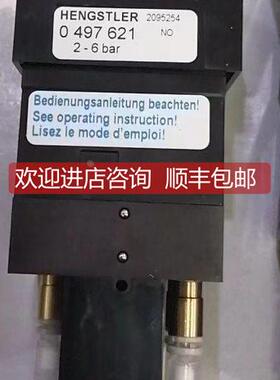 HENGSTLER 2095254
0 497 621 NO
2 - 6 bar
Bedienungsanleitung beachten!
See operating instruction!
Lisez le mode d'emploi!
欢迎进店咨询 顺丰包邮